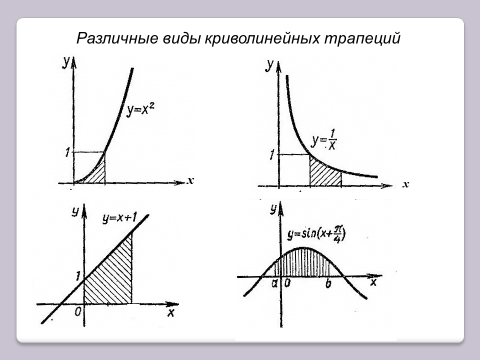 Различные виды криволинейных трапеций
y
y=x²
1
x
y
y=1/x
1
x
y
y=x+1
1
0
x
y
y=sin(x+π/4)
a
0
b
x